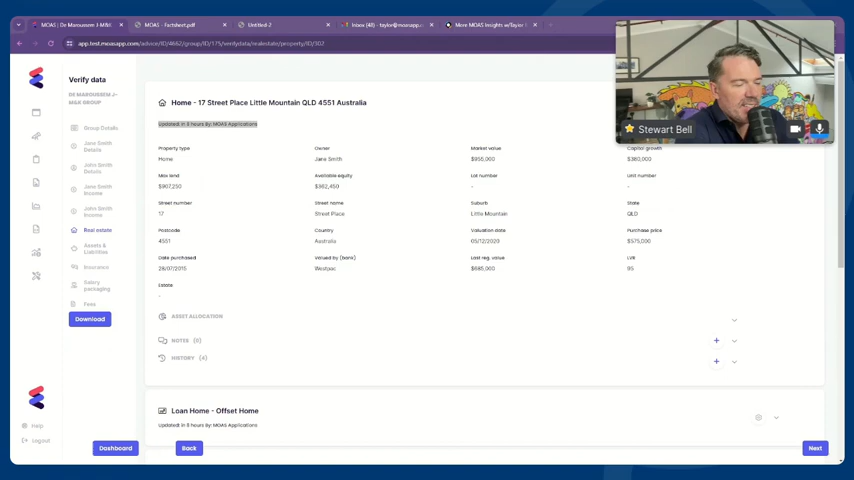 MOAS | De Maroussem J-M&K
MOAS - Factsheet.pdf
Untitled-2
Inbox (48) - taylor@moasapp.c
More MOAS Insights w/Taylor
app.test.moasapp.com/advice/ID/4662/group/ID/175/verifydata/realestate/property/ID/302
Stewart Bell
Verify data
DE MAROUSSEM J-
M&K GROUP
Group Details
Jane Smith
Details
John Smith
Details
Jane Smith
Income
John Smith
Income
Real estate
Assets &
Liabilities
Insurance
Salary
packaging
Fees
Download
Help
Logout
Home - 17 Street Place Little Mountain QLD 4551 Australia
Updated: in 8 hours By: MOAS Applications
Property type
Owner
Market Value
Capital growth
Home
Jane Smith
$955,000
$380,000
Max lend
Available equity
Lot number
Unit number
$907,250
$362,450
-
-
Street number
Street name
Suburb
State
17
Street Place
Little Mountain
QLD
Postcode
Country
Valuation date
Purchase price
4551
Australia
05/12/2020
$575,000
Date purchased
Valued by (bank)
Last reg. value
LVR
28/07/2015
Westpac
$685,000
95
Estate
-
ASSET ALLOCATION
NOTES (0)
HISTORY (4)
Loan Home - Offset Home
Updated: in 8 hours By: MOAS Applications
Dashboard
Back
Next